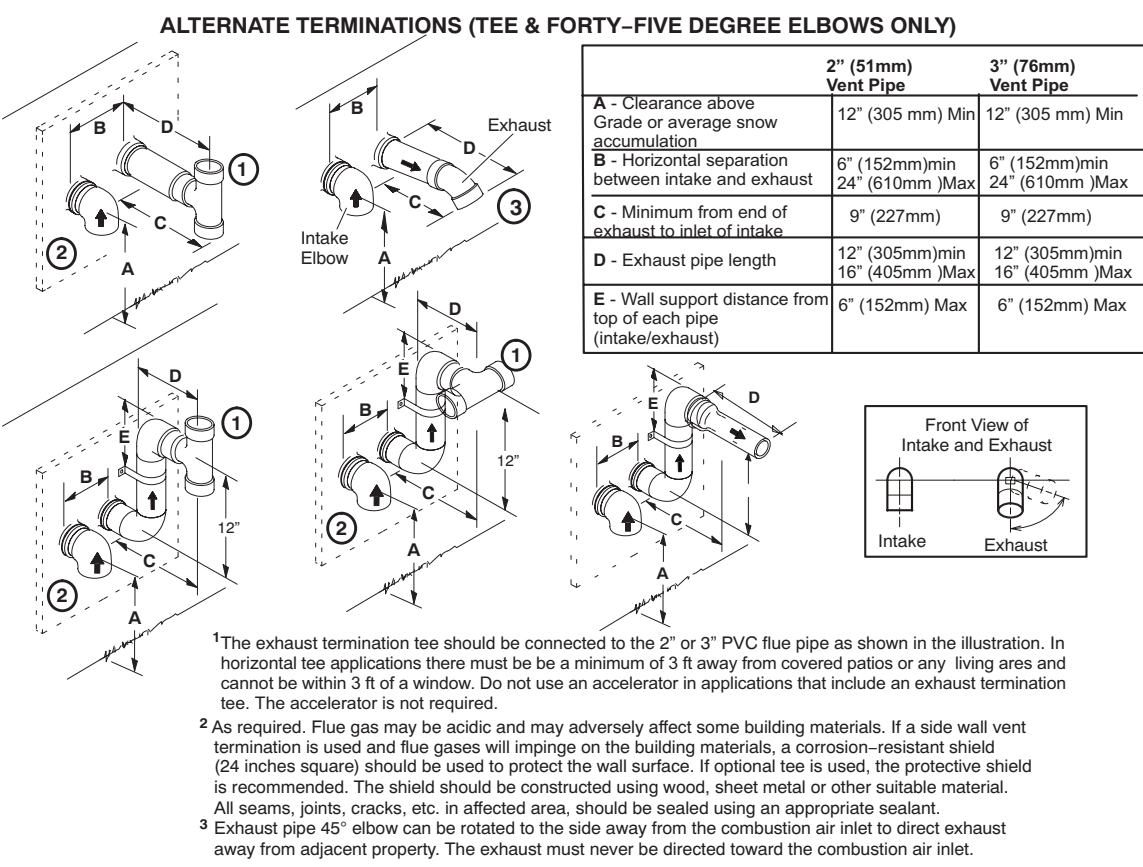 ALTERNATE TERMINATIONS (TEE & FORTY−FIVE DEGREE ELBOWS ONLY)
2” (51mm)
Vent Pipe
3” (76mm)
Vent Pipe
A - Clearance above
Grade or average snow
accumulation
12” (305 mm) Min
12” (305 mm) Min
B - Horizontal separation
between intake and exhaust
6” (152mm)min
24” (610mm )Max
6” (152mm)min
24” (610mm )Max
C - Minimum from end of
exhaust to inlet of intake
9” (227mm)
9” (227mm)
D - Exhaust pipe length
12” (305mm)min
16” (405mm )Max
12” (305mm)min
16” (405mm )Max
E - Wall support distance from
top of each pipe
(intake/exhaust)
6” (152mm) Max
6” (152mm) Max
B
D
1
2
C
A
B
Exhaust
D
C
3
Intake
Elbow
A
D
E
1
B
12”
C
2
A
D
1
E
B
12”
C
2
A
E
D
B
C
A
Front View of
Intake and Exhaust
Intake
Exhaust
1The exhaust termination tee should be connected to the 2” or 3” PVC flue pipe as shown in the illustration. In
horizontal tee applications there must be be a minimum of 3 ft away from covered patios or any living ares and
cannot be within 3 ft of a window. Do not use an accelerator in applications that include an exhaust termination
tee. The accelerator is not required.
2 As required. Flue gas may be acidic and may adversely affect some building materials. If a side wall vent
termination is used and flue gases will impinge on the building materials, a corrosion−resistant shield
(24 inches square) should be used to protect the wall surface. If optional tee is used, the protective shield
is recommended. The shield should be constructed using wood, sheet metal or other suitable material.
All seams, joints, cracks, etc. in affected area, should be sealed using an appropriate sealant.
3 Exhaust pipe 45° elbow can be rotated to the side away from the combustion air inlet to direct exhaust
away from adjacent property. The exhaust must never be directed toward the combustion air inlet.